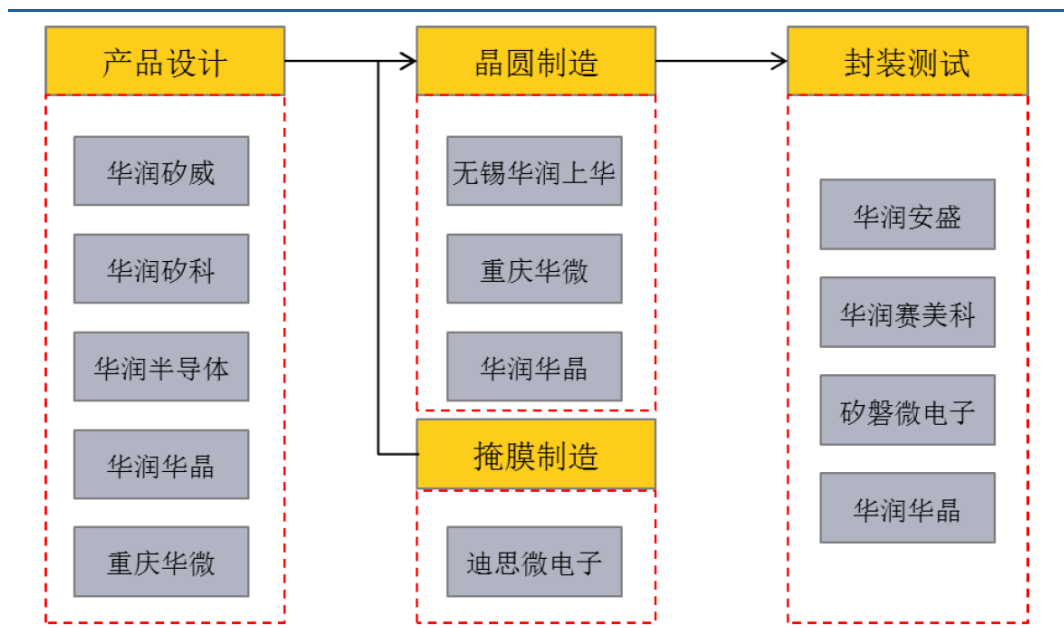 产品设计
华润矽威
华润矽科
华润半导体
华润华晶
重庆华微
晶圆制造
无锡华润上华
重庆华微
华润华晶
掩膜制造
迪思微电子
封装测试
华润安盛
华润赛美科
矽磐微电子
华润华晶